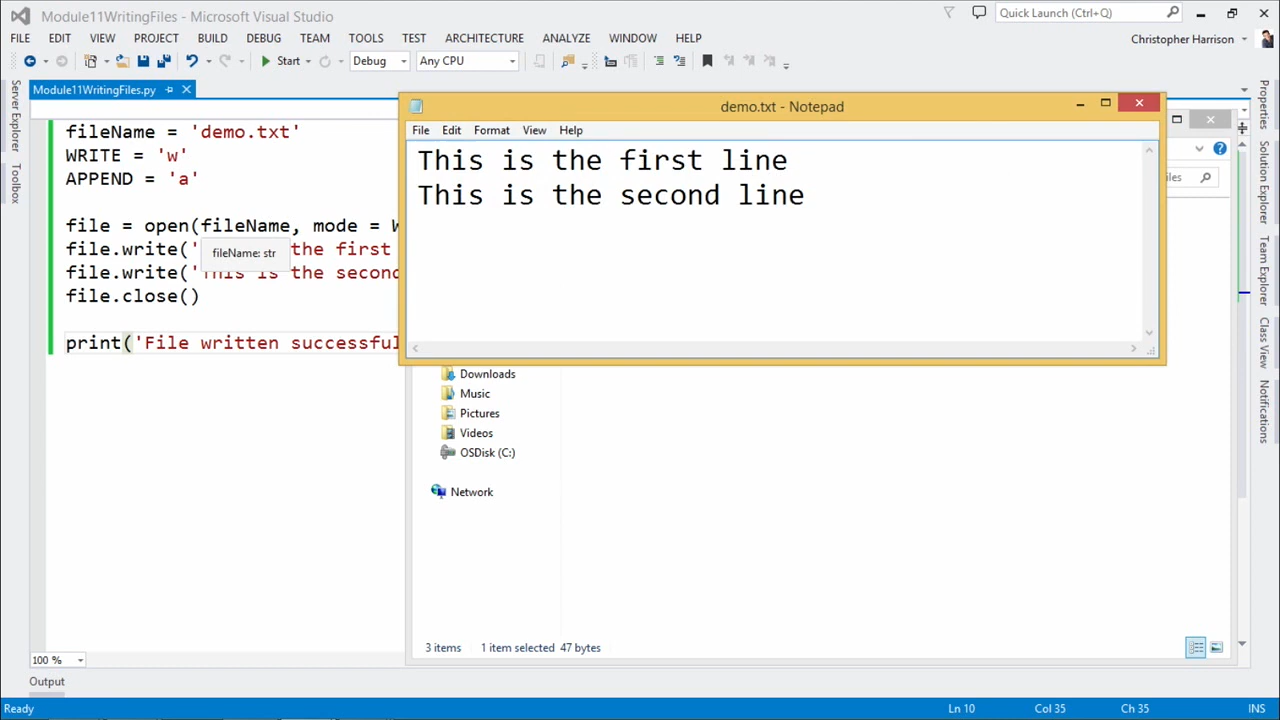 Module11WritingFiles - Microsoft Visual Studio
Quick Launch (Ctrl+Q)
FILE EDIT VIEW PROJECT BUILD DEBUG TEAM TOOLS TEST ARCHITECTURE ANALYZE WINDOW HELP
Christopher Harrison
Start Debug Any CPU
Module11WritingFiles.py
Server Explorer
Toolbox
fileName = 'demo.txt'
WRITE = 'w'
APPEND = 'a'
file = open(fileName, mode = W
file.write(' the first
fileName: str
file.write('This is the second
file.close()
print('File written successful
demo.txt - Notepad
File Edit Format View Help
This is the first line
This is the second line
iles
Downloads
Music
Pictures
Videos
OSDisk (C:)
Network
3 items 1 item selected 47 bytes
Properties
Solution Explorer
Team Explorer
Class View
Notifications
100 %
Output
Ready
Ln 10 Col 35 Ch 35 INS